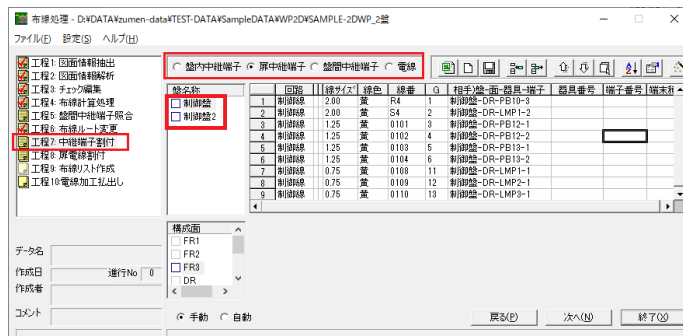 布線処理 - D:¥DATA¥zumen-data¥TEST-DATA¥SampleDATA¥WP2D¥SAMPLE-2DWP_2盤
ファイル(F) 設定(S) ヘルプ(H)
工程1:図面情報抽出
工程2:図面情報解析
工程3:チェック編集
工程4:布線計算処理
工程5:盤間中継端子照合
工程6:布線ルート変更
工程7:中継端子割付
工程8:扉電線割付
工程9:布線リスト作成
工程10:電線加工払出し
盤内中継端子 扉中継端子 盤間中継端子 電線
盤名称
制御盤
制御盤2
回路 線サイズ 線色 線番 G 相手)盤-面-器具-端子 器具番号 端子番号
1 制御線 2.00 黄 R4 1 制御盤-DR-PB10-3
2 制御線 2.00 黄 S4 2 制御盤-DR-LMP1-2
3 制御線 1.25 黄 0101 3 制御盤-DR-PB12-1
4 制御線 1.25 黄 0102 4 制御盤-DR-PB12-2
5 制御線 1.25 黄 0103 5 制御盤-DR-PB13-1
6 制御線 1.25 黄 0104 6 制御盤-DR-PB13-2
7 制御線 0.75 黄 0108 11 制御盤-DR-LMP1-1
8 制御線 0.75 黄 0109 12 制御盤-DR-LMP2-1
9 制御線 0.75 黄 0110 13 制御盤-DR-LMP3-1
構成面
FR1
FR2
FR3
DR
データ名
作成日 進行No 0
作成者
コメント
手動 自動
戻る(P) 次へ(N) 終了(X)